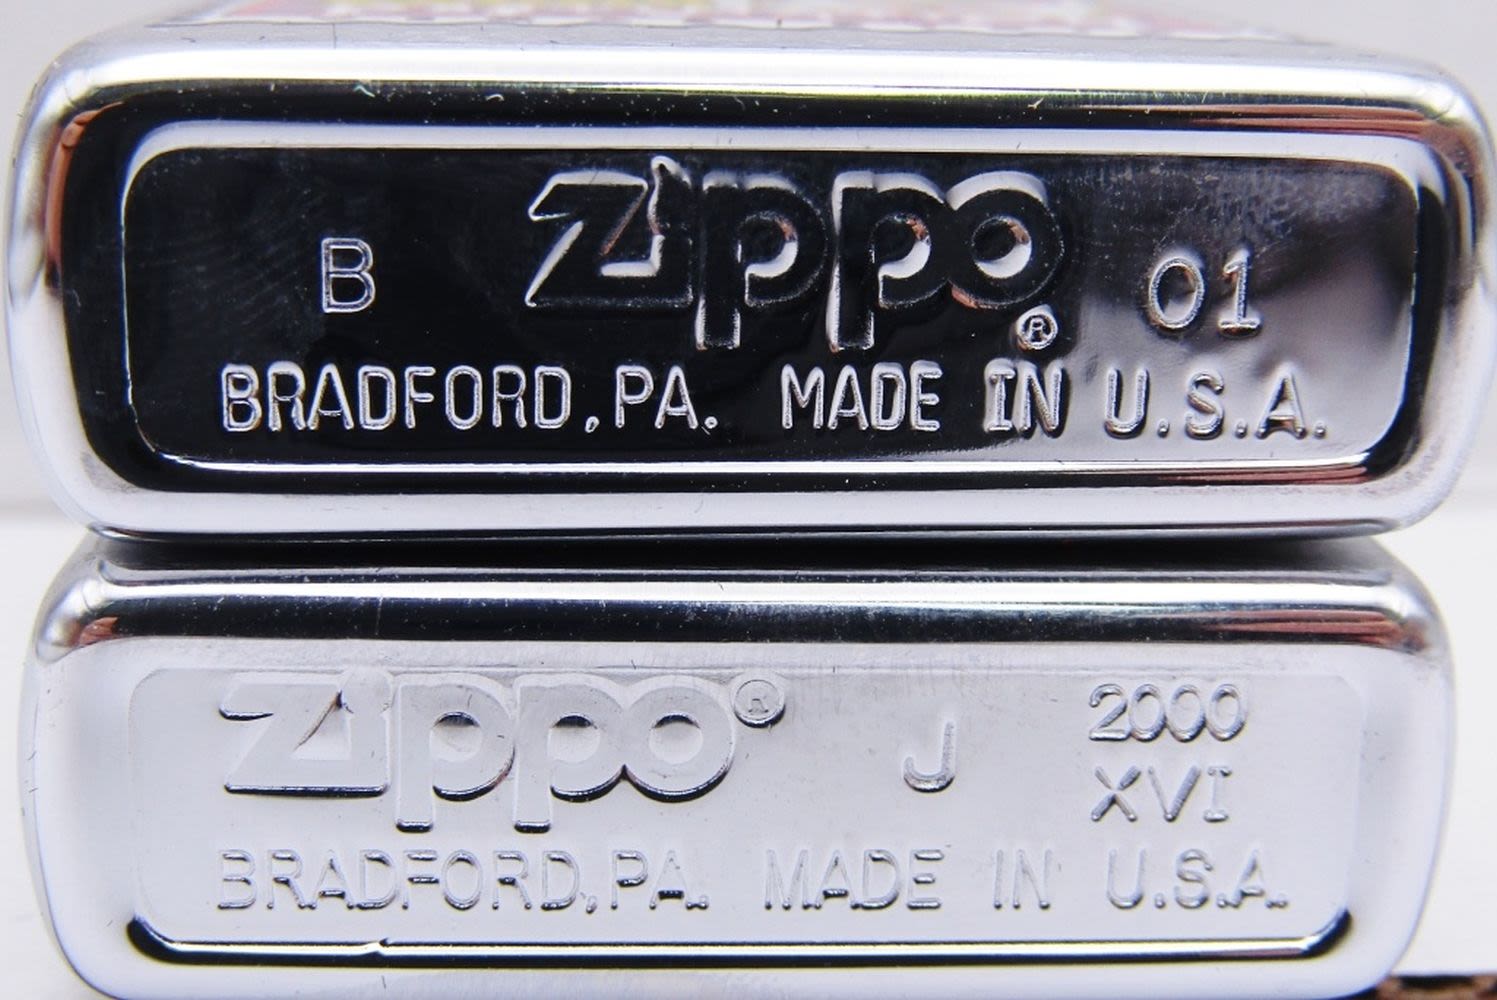 B Zippo® 01
BRADFORD, PA. MADE IN U.S.A.
Zippo® J 2000
XVI
BRADFORD, PA. MADE IN U.S.A.